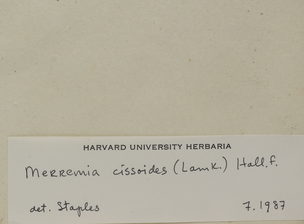 HARVARD UNIVERSITY HERBARIA
Merremia cissoides (Lamk.) Hall.f.
det. Staples 7.1987